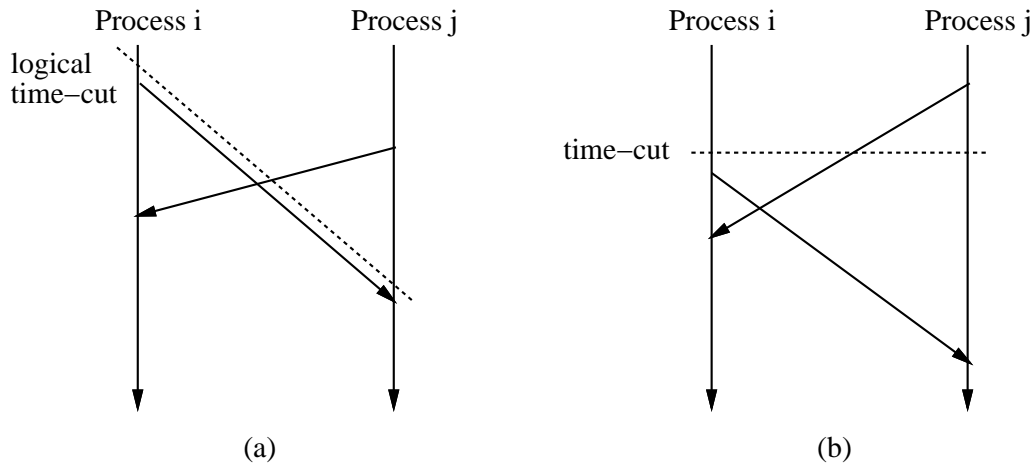 Process i
Process j
logical
time−cut
(a)
Process i
Process j
time−cut
(b)